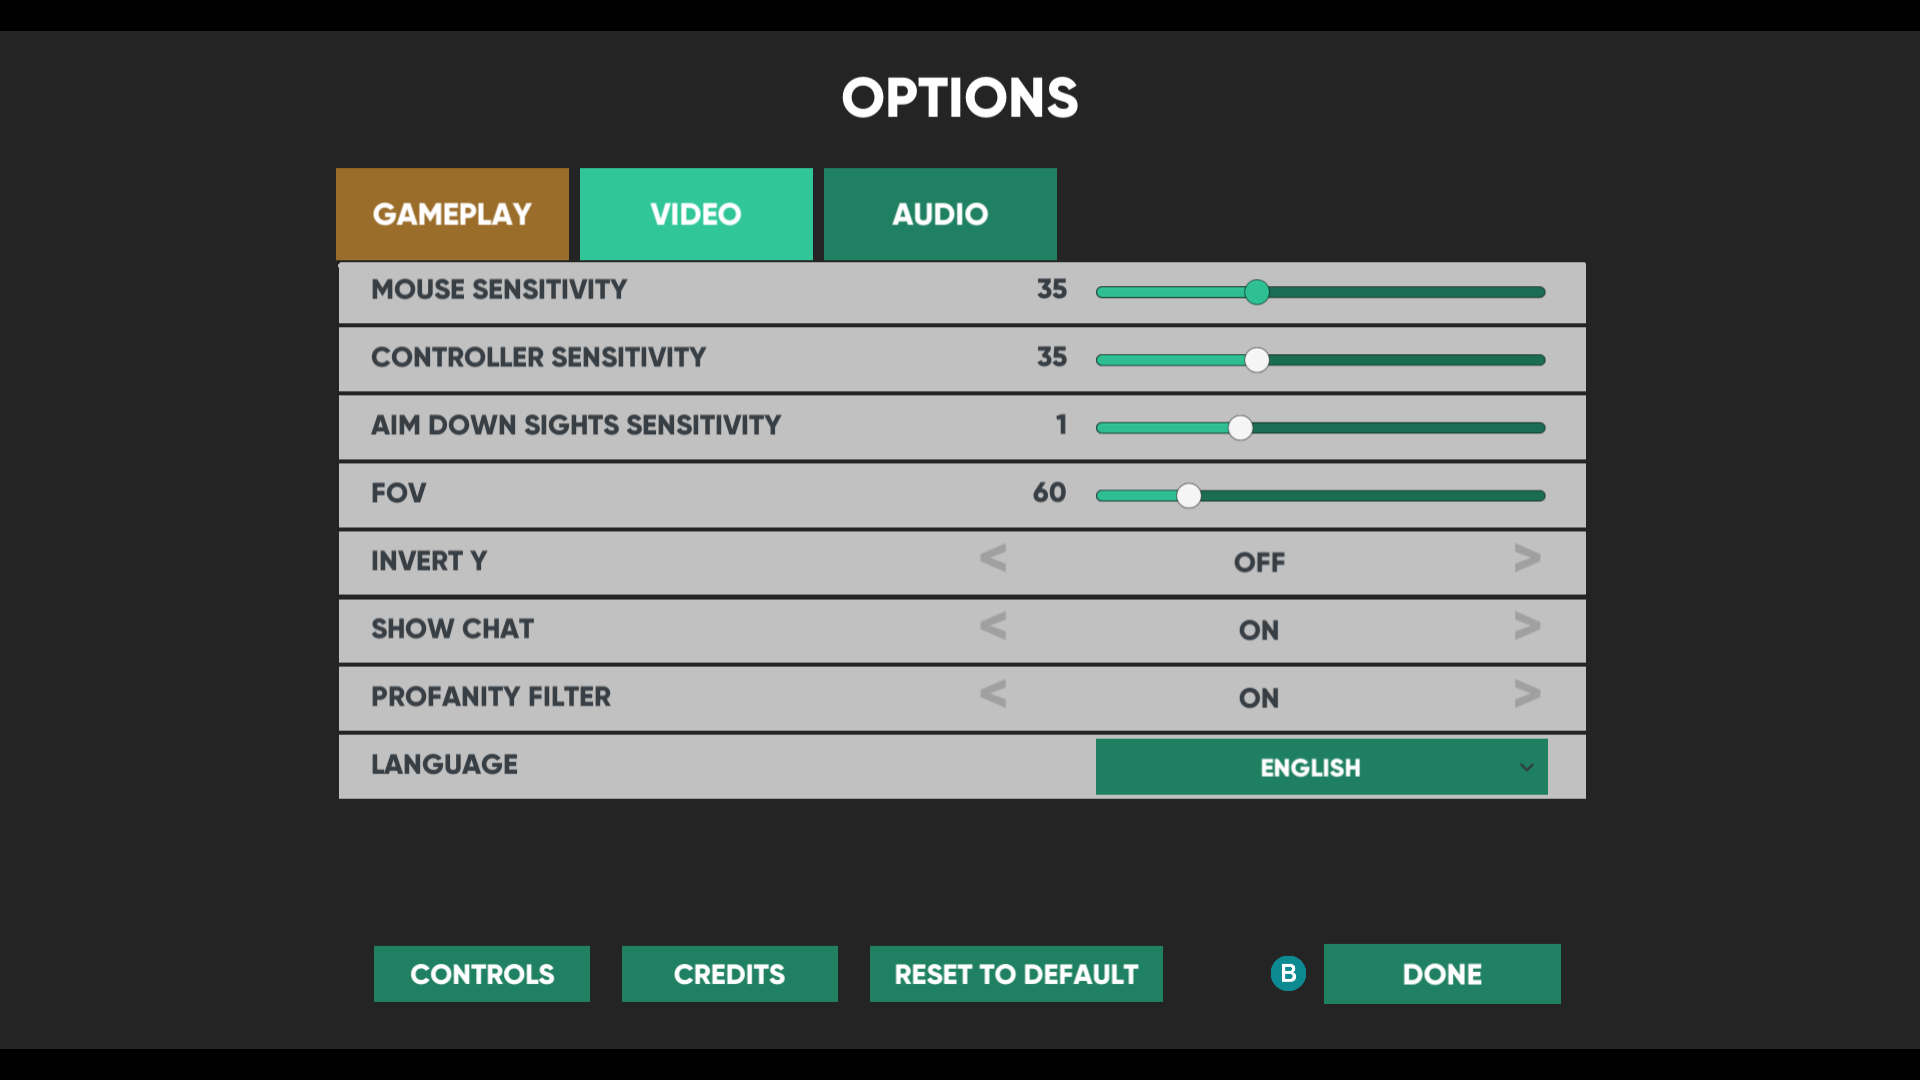 OPTIONS
GAMEPLAY VIDEO AUDIO
MOUSE SENSITIVITY 35
CONTROLLER SENSITIVITY 35
AIM DOWN SIGHTS SENSITIVITY 1
FOV 60
INVERT Y < OFF >
SHOW CHAT < ON >
PROFANITY FILTER < ON >
LANGUAGE ENGLISH
CONTROLS CREDITS RESET TO DEFAULT B DONE